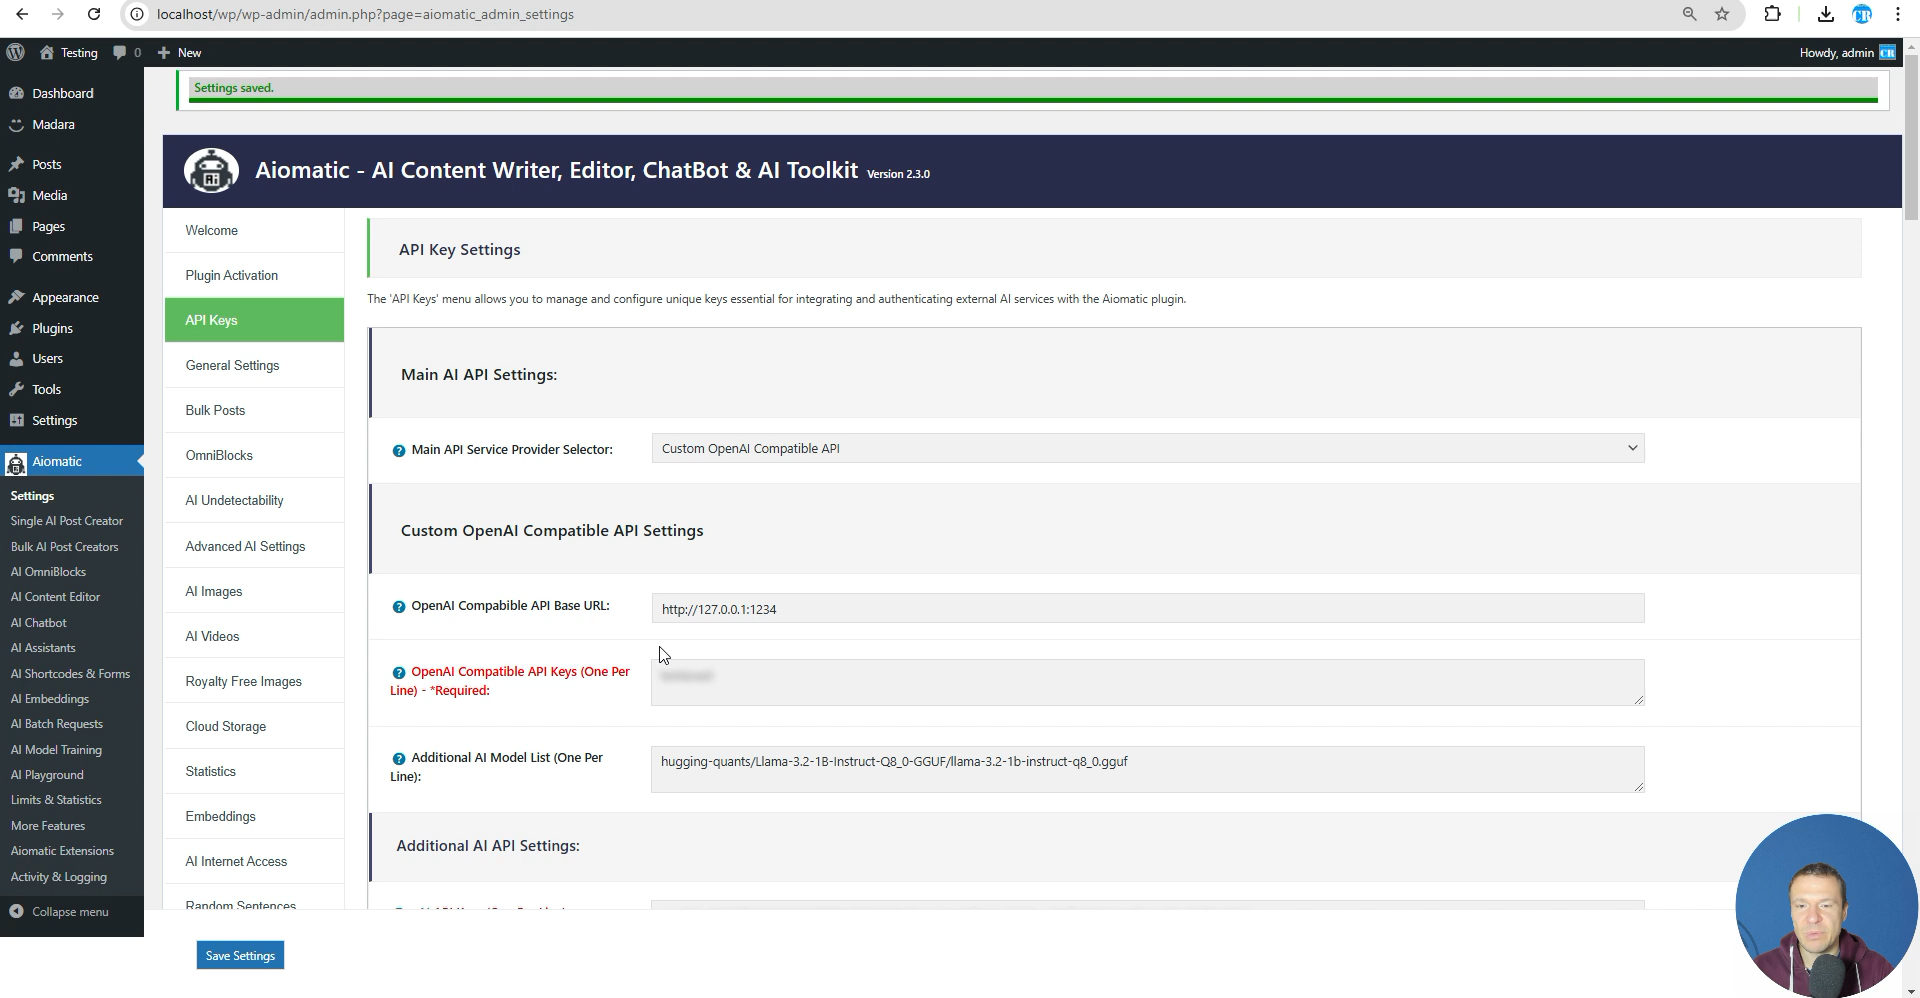 localhost/wp/wp-admin/admin.php?page=aiomatic_admin_settings
Testing
0
New
Howdy, admin
CR
Dashboard
Madara
Posts
Media
Pages
Comments
Appearance
Plugins
Users
Tools
Settings
Aiomatic
Settings
Single AI Post Creator
Bulk AI Post Creators
AI OmniBlocks
AI Content Editor
AI Chatbot
AI Assistants
AI Shortcodes & Forms
AI Embeddings
AI Batch Requests
AI Model Training
AI Playground
Limits & Statistics
More Features
Aiomatic Extensions
Activity & Logging
Collapse menu
Settings saved.
Ai
Aiomatic - AI Content Writer, Editor, ChatBot & AI Toolkit Version 2.3.0
Welcome
Plugin Activation
API Keys
General Settings
Bulk Posts
OmniBlocks
AI Undetectability
Advanced AI Settings
AI Images
AI Videos
Royalty Free Images
Cloud Storage
Statistics
Embeddings
AI Internet Access
Random Sentences
API Key Settings
The 'API Keys' menu allows you to manage and configure unique keys essential for integrating and authenticating external AI services with the Aiomatic plugin.
Main AI API Settings:
Main API Service Provider Selector:
Custom OpenAI Compatible API
Custom OpenAI Compatible API Settings
OpenAI Compabible API Base URL:
http://127.0.0.1:1234
OpenAI Compatible API Keys (One Per
Line) - *Required:
Additional AI Model List (One Per
Line):
hugging-quants/Llama-3.2-1B-Instruct-Q8_0-GGUF/llama-3.2-1b-instruct-q8_0.gguf
Additional AI API Settings:
Save Settings